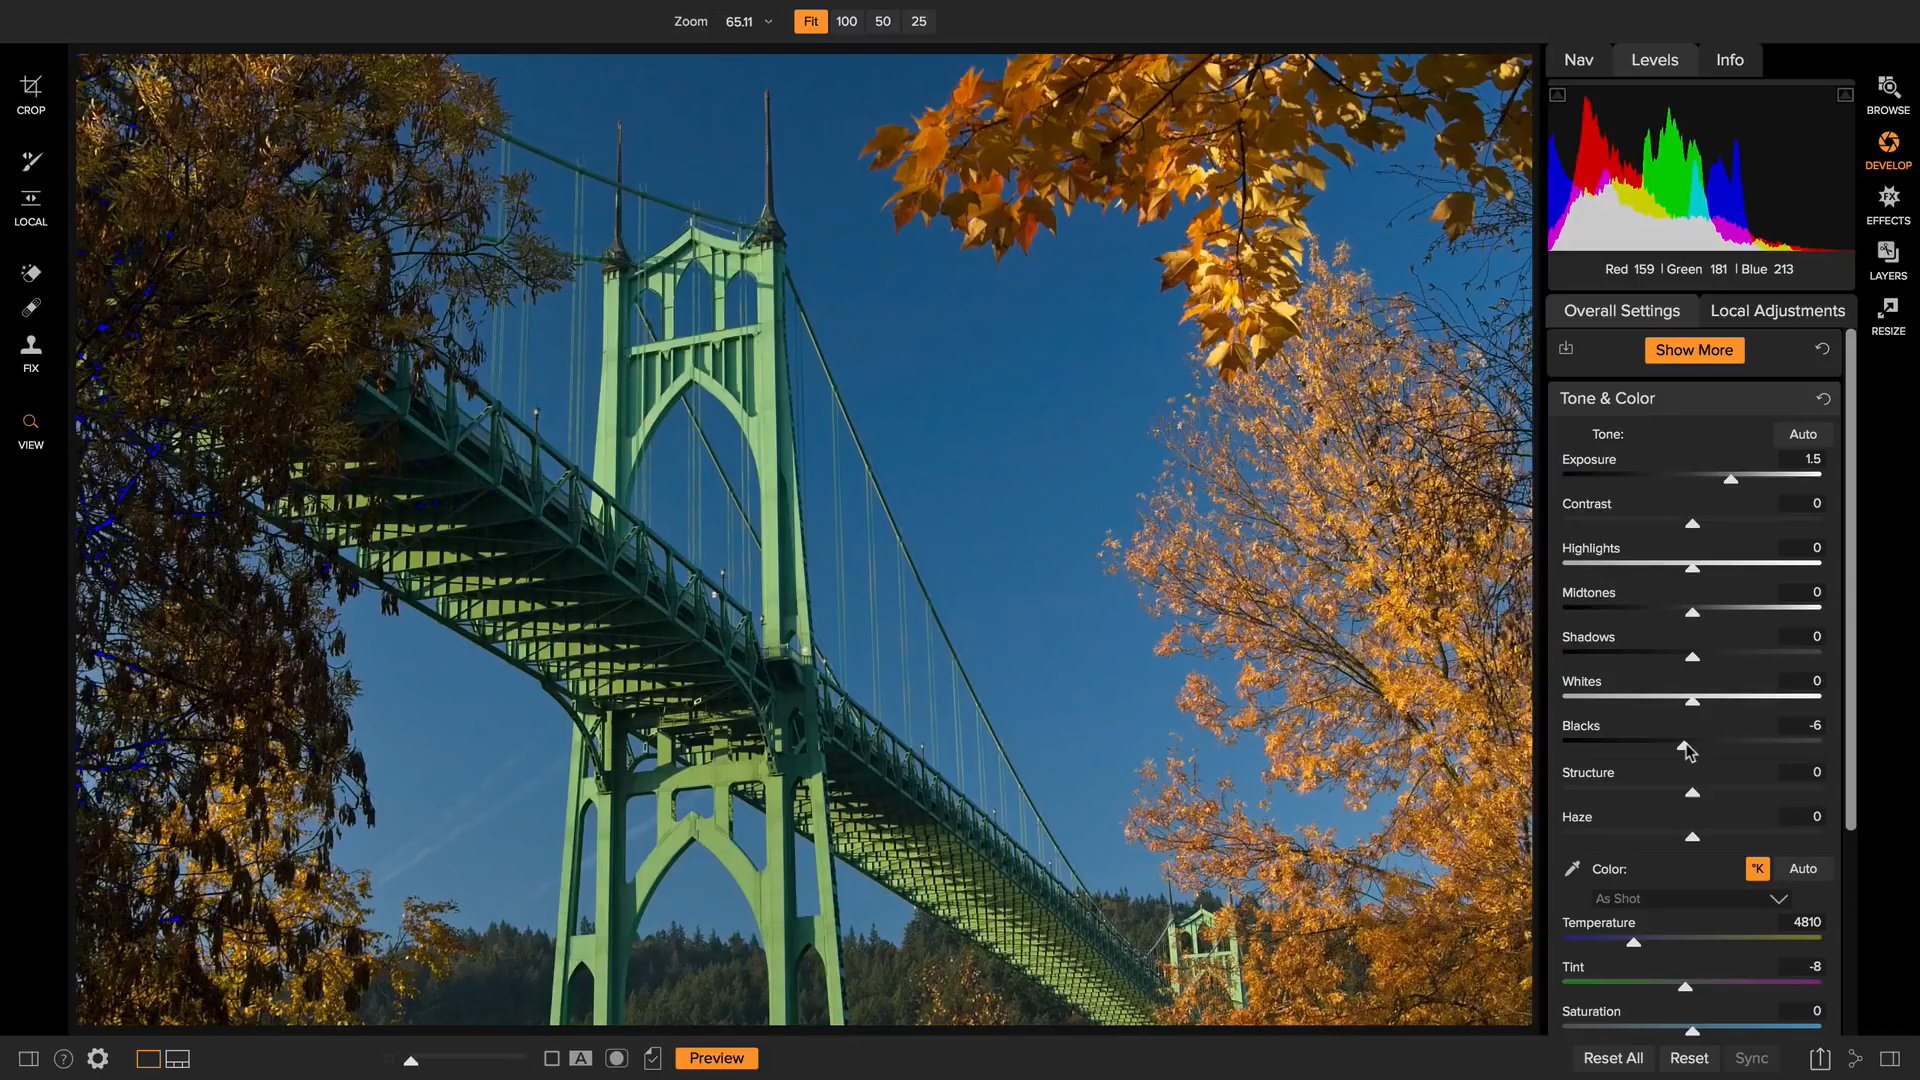 Zoom 65.11 Fit 100 50 25
CROP
LOCAL
FIX
VIEW
Nav Levels Info
Red 159 | Green 181 | Blue 213
Overall Settings Local Adjustments
Show More
Tone & Color
Tone: Auto
Exposure 1.5
Contrast 0
Highlights 0
Midtones 0
Shadows 0
Whites 0
Blacks -6
Structure 0
Haze 0
Color: °K Auto
As Shot
Temperature 4810
Tint -8
Saturation 0
BROWSE
DEVELOP
EFFECTS
LAYERS
RESIZE
? A Preview Reset All Reset Sync